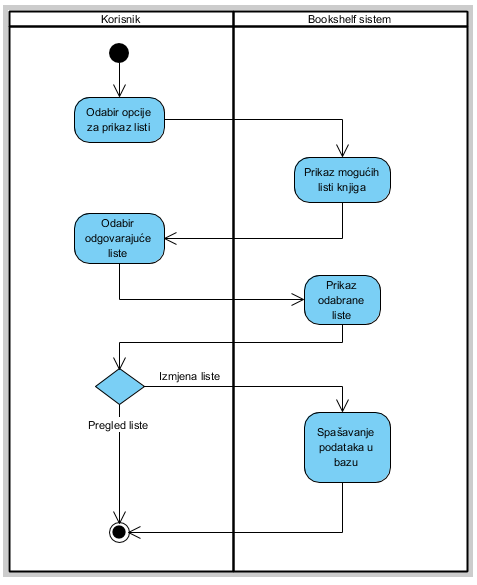 Korisnik
Bookshelf sistem
Odabir opcije
za prikaz listi
Prikaz mogućih
listi knjiga
Odabir
odgovarajuće
liste
Prikaz
odabrane
liste
Izmjena liste
Pregled liste
Spašavanje
podataka u
bazu